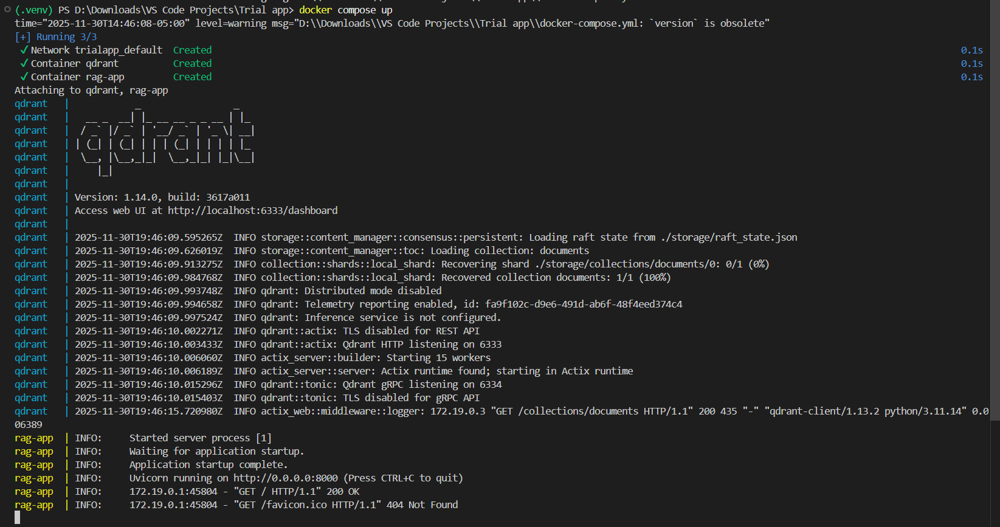 (.venv) PS D:\Downloads\VS Code Projects\Trial app> docker compose up
time="2025-11-30T14:46:08-05:00" level=warning msg="D:\\Downloads\\VS Code Projects\\Trial app\\docker-compose.yml: `version` is obsolete"
[+] Running 3/3
✓Network trialapp_default  Created 0.1s
✓Container qdrant          Created 0.1s
✓Container rag-app         Created 0.1s
Attaching to qdrant, rag-app
qdrant   |            _                 _
qdrant   |   __ _  __| |_ __ __ _ _ __ | |_
qdrant   |  / _` |/ _` | '__/ _` | '_ \| __|
qdrant   | | (_| | (_| | | | (_| | | | | |_
qdrant   |  \__, |\__,_|_|  \__,_|_| |_|\__|
qdrant   |     |_|
qdrant   |
qdrant   | Version: 1.14.0, build: 3617a011
qdrant   | Access web UI at http://localhost:6333/dashboard
qdrant   |
qdrant   | 2025-11-30T19:46:09.595265Z  INFO storage::content_manager::consensus::persistent: Loading raft state from ./storage/raft_state.json
qdrant   | 2025-11-30T19:46:09.626019Z  INFO storage::content_manager::toc: Loading collection: documents
qdrant   | 2025-11-30T19:46:09.913275Z  INFO collection::shards::local_shard: Recovering shard ./storage/collections/documents/0: 0/1 (0%)
qdrant   | 2025-11-30T19:46:09.984768Z  INFO collection::shards::local_shard: Recovered collection documents: 1/1 (100%)
qdrant   | 2025-11-30T19:46:09.993748Z  INFO qdrant: Distributed mode disabled
qdrant   | 2025-11-30T19:46:09.994658Z  INFO qdrant: Telemetry reporting enabled, id: fa9f102c-d9e6-491d-ab6f-48f4eed374c4
qdrant   | 2025-11-30T19:46:09.997524Z  INFO qdrant: Inference service is not configured.
qdrant   | 2025-11-30T19:46:10.002271Z  INFO qdrant::actix: TLS disabled for REST API
qdrant   | 2025-11-30T19:46:10.003433Z  INFO qdrant::actix: Qdrant HTTP listening on 6333
qdrant   | 2025-11-30T19:46:10.006060Z  INFO actix_server::builder: Starting 15 workers
qdrant   | 2025-11-30T19:46:10.006189Z  INFO actix_server::server: Actix runtime found; starting in Actix runtime
qdrant   | 2025-11-30T19:46:10.015296Z  INFO qdrant::tonic: Qdrant gRPC listening on 6334
qdrant   | 2025-11-30T19:46:10.015403Z  INFO qdrant::tonic: TLS disabled for gRPC API
qdrant   | 2025-11-30T19:46:15.720980Z  INFO actix_web::middleware::logger: 172.19.0.3 "GET /collections/documents HTTP/1.1" 200 435 "-" "qdrant-client/1.13.2 python/3.11.14" 0.0
06389
rag-app  | INFO:     Started server process [1]
rag-app  | INFO:     Waiting for application startup.
rag-app  | INFO:     Application startup complete.
rag-app  | INFO:     Uvicorn running on http://0.0.0.0:8000 (Press CTRL+C to quit)
rag-app  | INFO:     172.19.0.1:45804 - "GET / HTTP/1.1" 200 OK
rag-app  | INFO:     172.19.0.1:45804 - "GET /favicon.ico HTTP/1.1" 404 Not Found